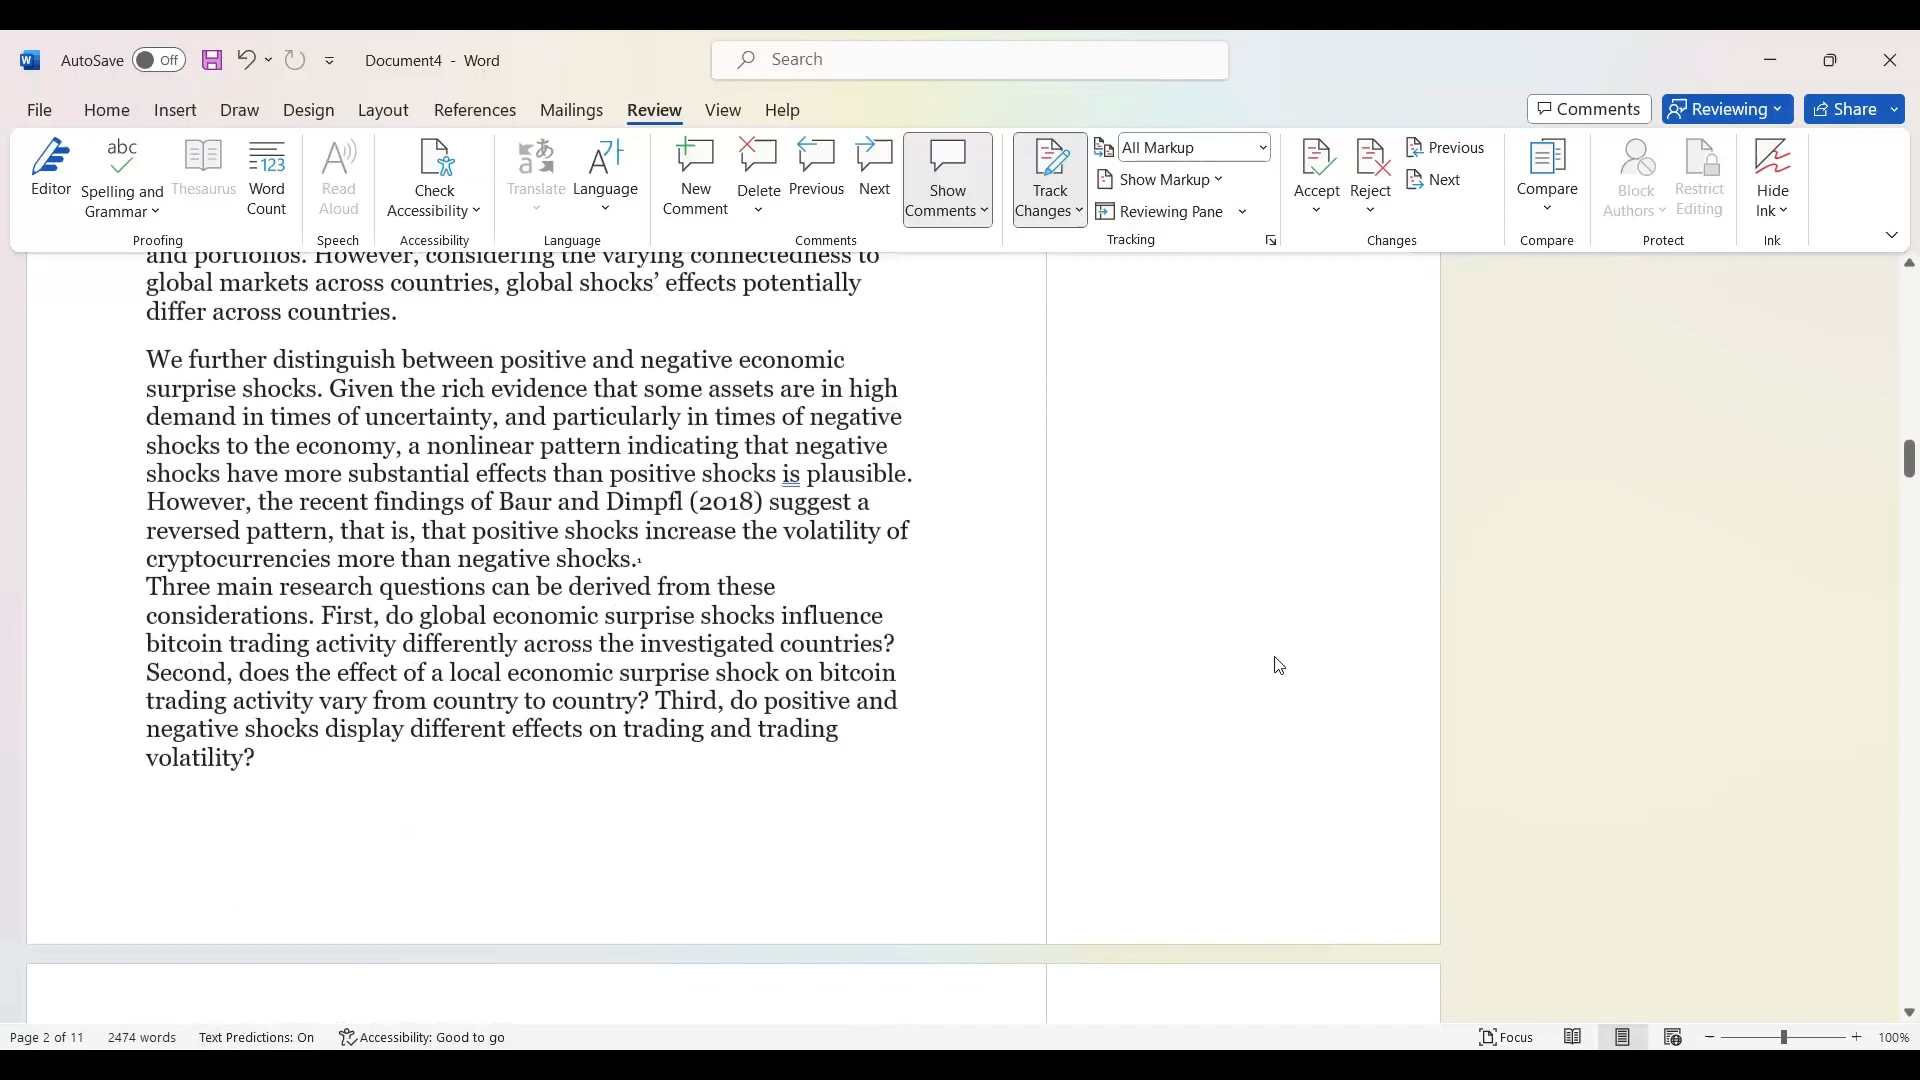 AutoSave Off Document4 - Word Search
File Home Insert Draw Design Layout References Mailings Review View Help Comments Reviewing Share
Editor
abc
Spelling and
Grammar
Thesaurus
123
Word
Count
Proofing
Read
Aloud
Speech
Check
Accessibility
Accessibility
Translate
Language
Language
New
Comment
Delete
Previous
Next
Show
Comments
Comments
Track
Changes
All Markup
Show Markup
Reviewing Pane
Tracking
Accept
Reject
Previous
Next
Changes
Compare
Compare
Block
Authors
Restrict
Editing
Protect
Hide
Ink
Ink
and portfolios. However, considering the varying connectedness to
global markets across countries, global shocks’ effects potentially
differ across countries.
We further distinguish between positive and negative economic
surprise shocks. Given the rich evidence that some assets are in high
demand in times of uncertainty, and particularly in times of negative
shocks to the economy, a nonlinear pattern indicating that negative
shocks have more substantial effects than positive shocks is plausible.
However, the recent findings of Baur and Dimpfl (2018) suggest a
reversed pattern, that is, that positive shocks increase the volatility of
cryptocurrencies more than negative shocks.¹
Three main research questions can be derived from these
considerations. First, do global economic surprise shocks influence
bitcoin trading activity differently across the investigated countries?
Second, does the effect of a local economic surprise shock on bitcoin
trading activity vary from country to country? Third, do positive and
negative shocks display different effects on trading and trading
volatility?
Page 2 of 11 2474 words Text Predictions: On Accessibility: Good to go Focus 100%